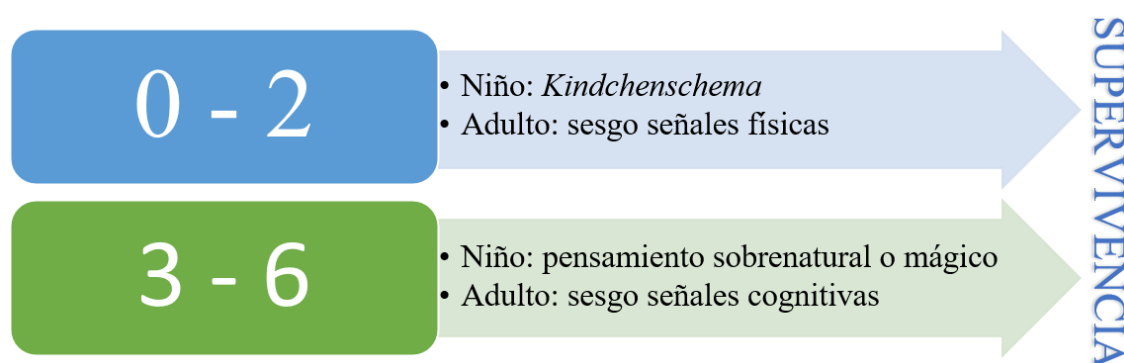 0 - 2
• Niño: Kindchenschema
• Adulto: sesgo señales físicas
3 - 6
• Niño: pensamiento sobrenatural o mágico
• Adulto: sesgo señales cognitivas
SUPERVIVENCIA